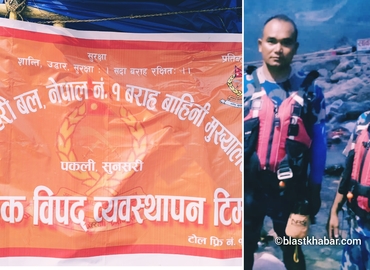 सुरक्षा
शान्ति, उद्धार, सुरक्षा : । सदा बराह रक्षित: ।।
बल, नेपाल नं. १ बराह बाहिनी
पकली, सुनसरी
विपद् व्यवस्थापन टिम
टोल फ्रि नं.
©blastkhabar.com